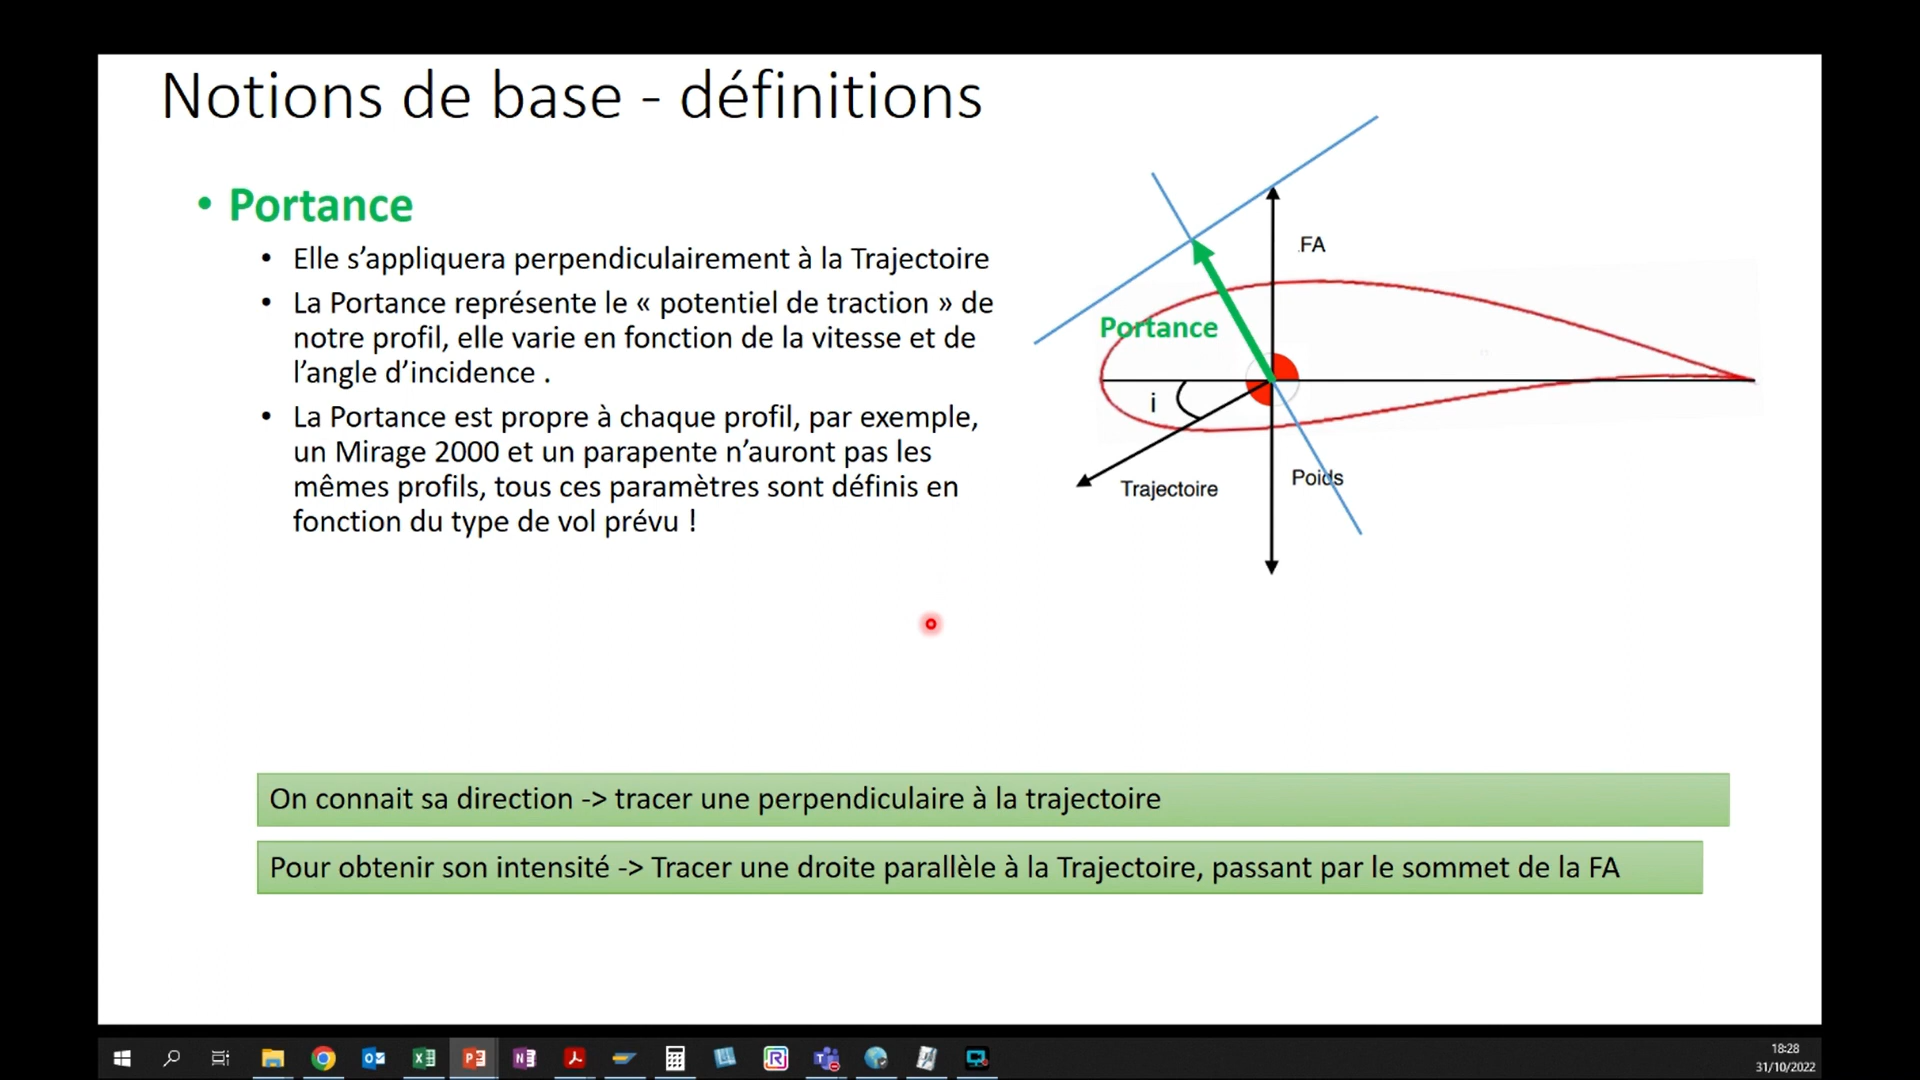 Notions de base - définitions
• Portance
• Elle s’appliquera perpendiculairement à la Trajectoire
• La Portance représente le « potentiel de traction » de
notre profil, elle varie en fonction de la vitesse et de
l’angle d’incidence .
• La Portance est propre à chaque profil, par exemple,
un Mirage 2000 et un parapente n’auront pas les
mêmes profils, tous ces paramètres sont définis en
fonction du type de vol prévu !
FA
Portance
i
Trajectoire
Poids
On connait sa direction -> tracer une perpendiculaire à la trajectoire
Pour obtenir son intensité -> Tracer une droite parallèle à la Trajectoire, passant par le sommet de la FA
18:28
31/10/2022